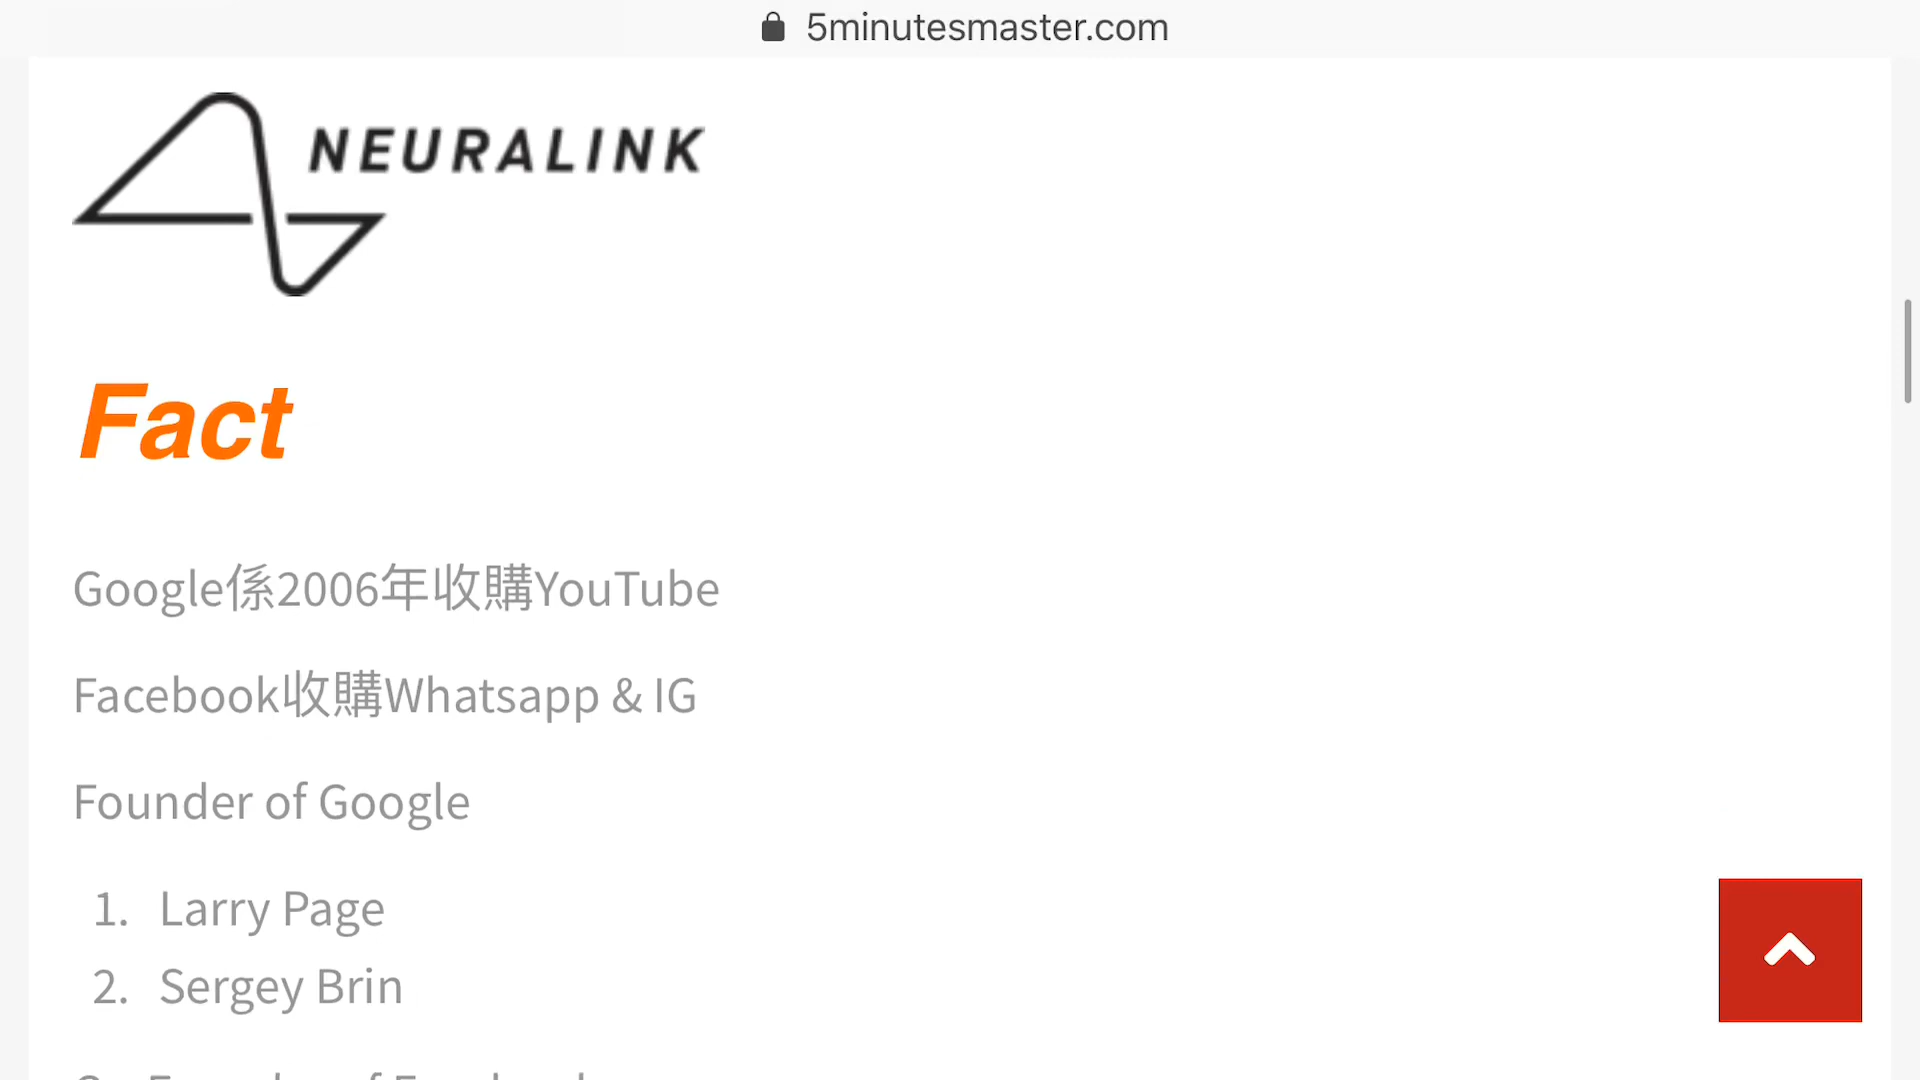 5minutesmaster.com
NEURALINK
Fact
Google係2006年收購YouTube
Facebook收購Whatsapp & IG
Founder of Google
1. Larry Page
2. Sergey Brin